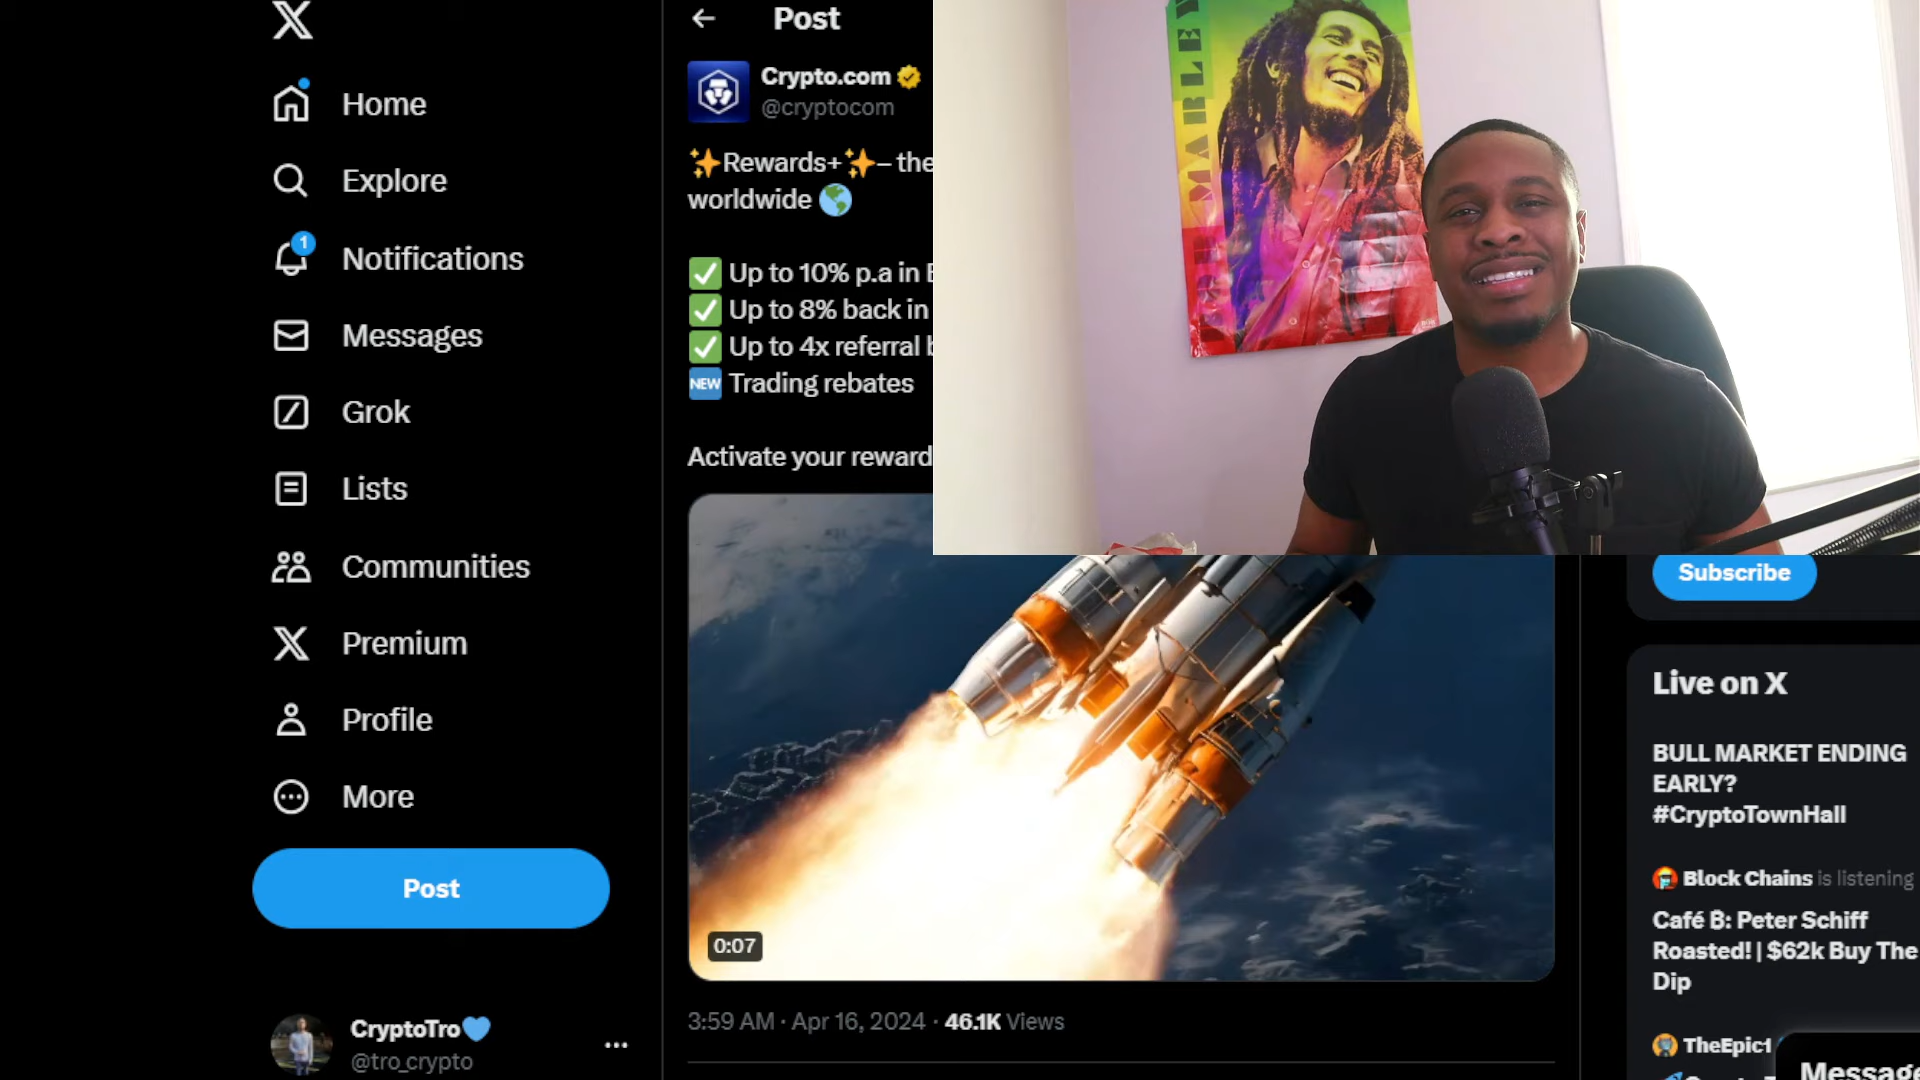 Home
Explore
1
Notifications
Messages
Grok
Lists
Communities
Premium
Profile
More
Post
CryptoTro
@tro_crypto
Post
Crypto.com
@cryptocom
✨Rewards+✨– the
worldwide 🌎
✅ Up to 10% p.a in
✅ Up to 8% back in
✅ Up to 4x referral
NEW Trading rebates
Activate your reward
0:07
3:59 AM · Apr 16, 2024 · 46.1K Views
MARLEY
Subscribe
Live on X
BULL MARKET ENDING
EARLY?
#CryptoTownHall
Block Chains is listening
Café ₿: Peter Schiff
Roasted! | $62k Buy The
Dip
TheEpic1
Message